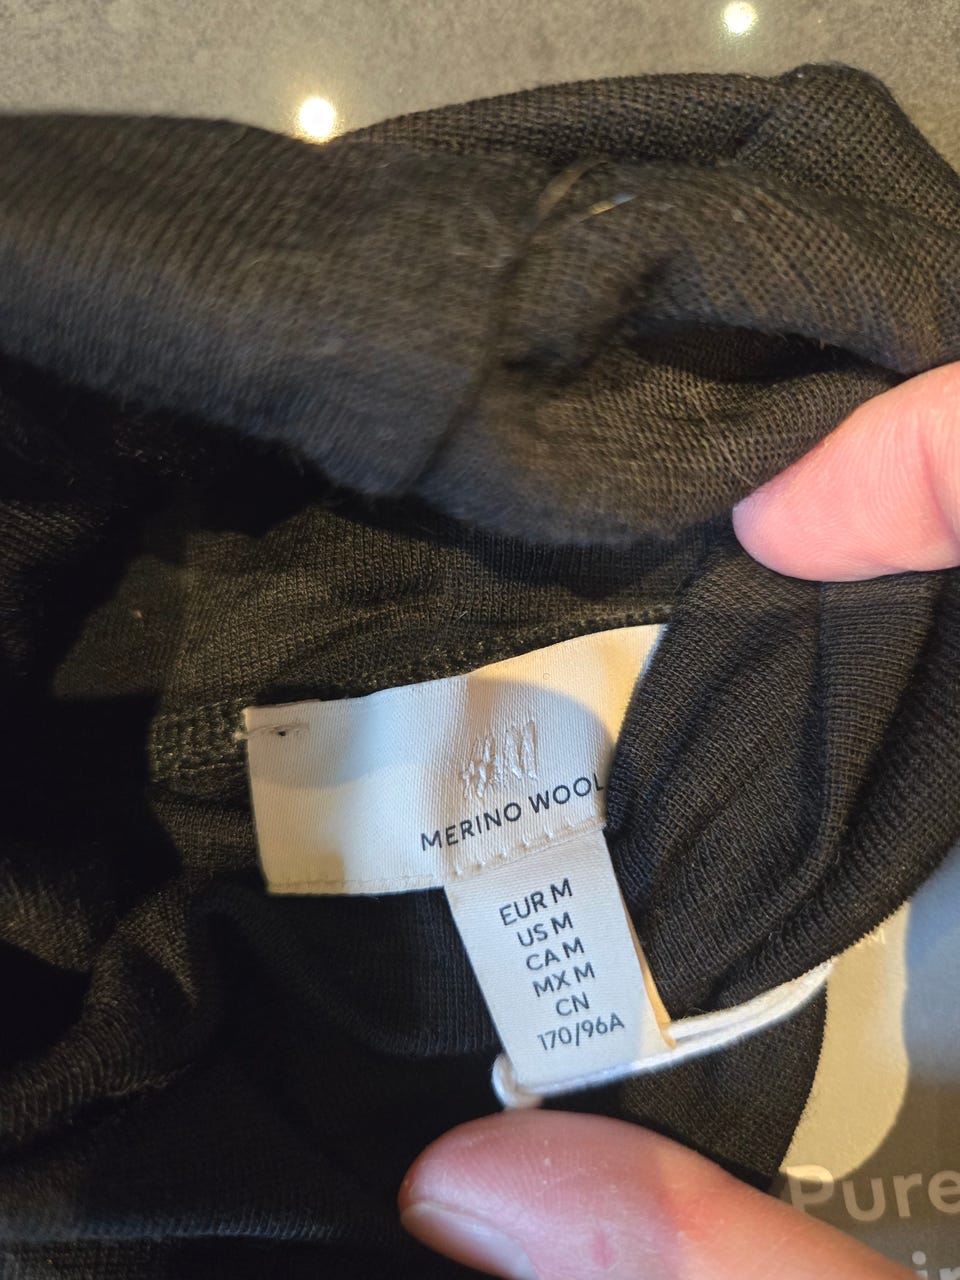 H&M
MERINO WOOL
EUR M
US M
CA M
MX M
CN
170/96A
M
Pure